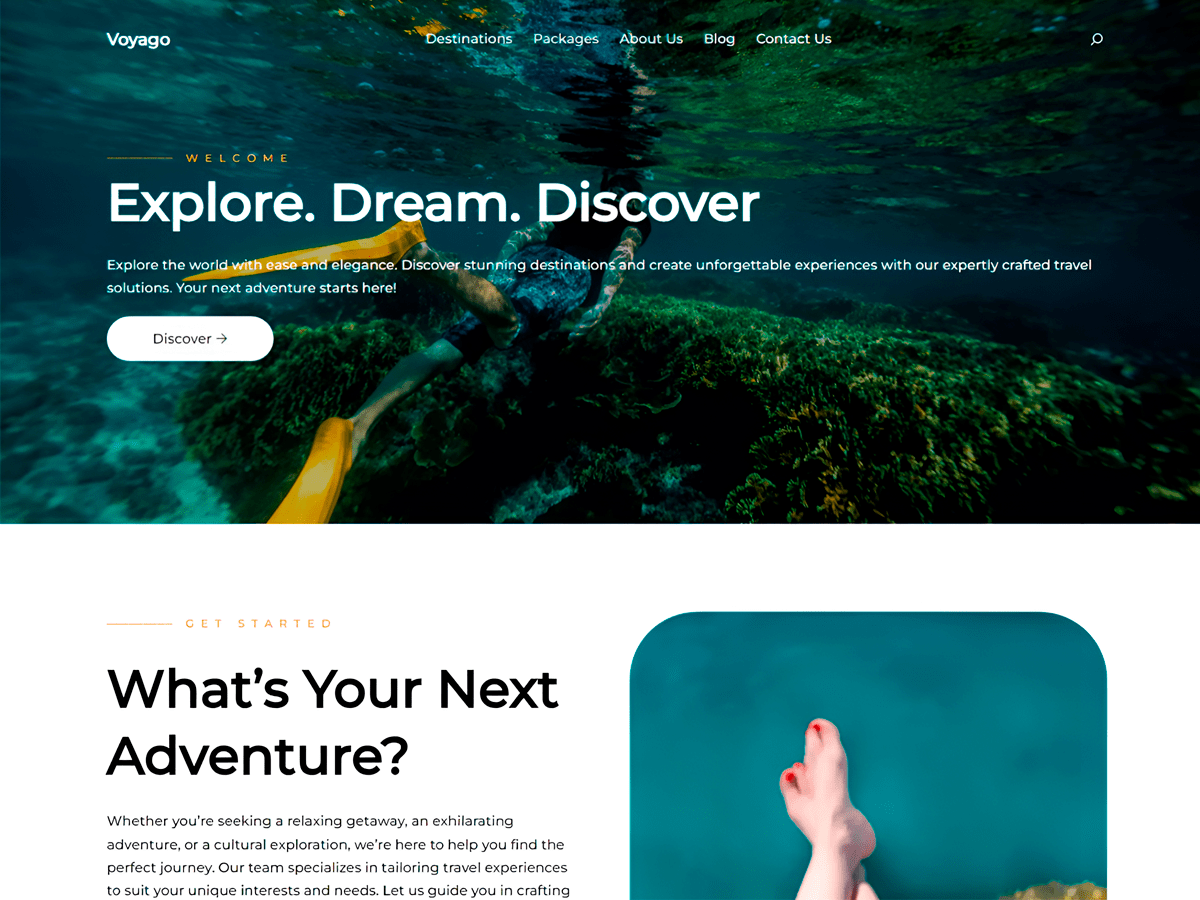 Voyago
Destinations Packages About Us Blog Contact Us
WELCOME
Explore. Dream. Discover
Explore the world with ease and elegance. Discover stunning destinations and create unforgettable experiences with our expertly crafted travel
solutions. Your next adventure starts here!
Discover →
GET STARTED
What’s Your Next
Adventure?
Whether you’re seeking a relaxing getaway, an exhilarating
adventure, or a cultural exploration, we’re here to help you find the
perfect journey. Our team specializes in tailoring travel experiences
to suit your unique interests and needs. Let us guide you in crafting